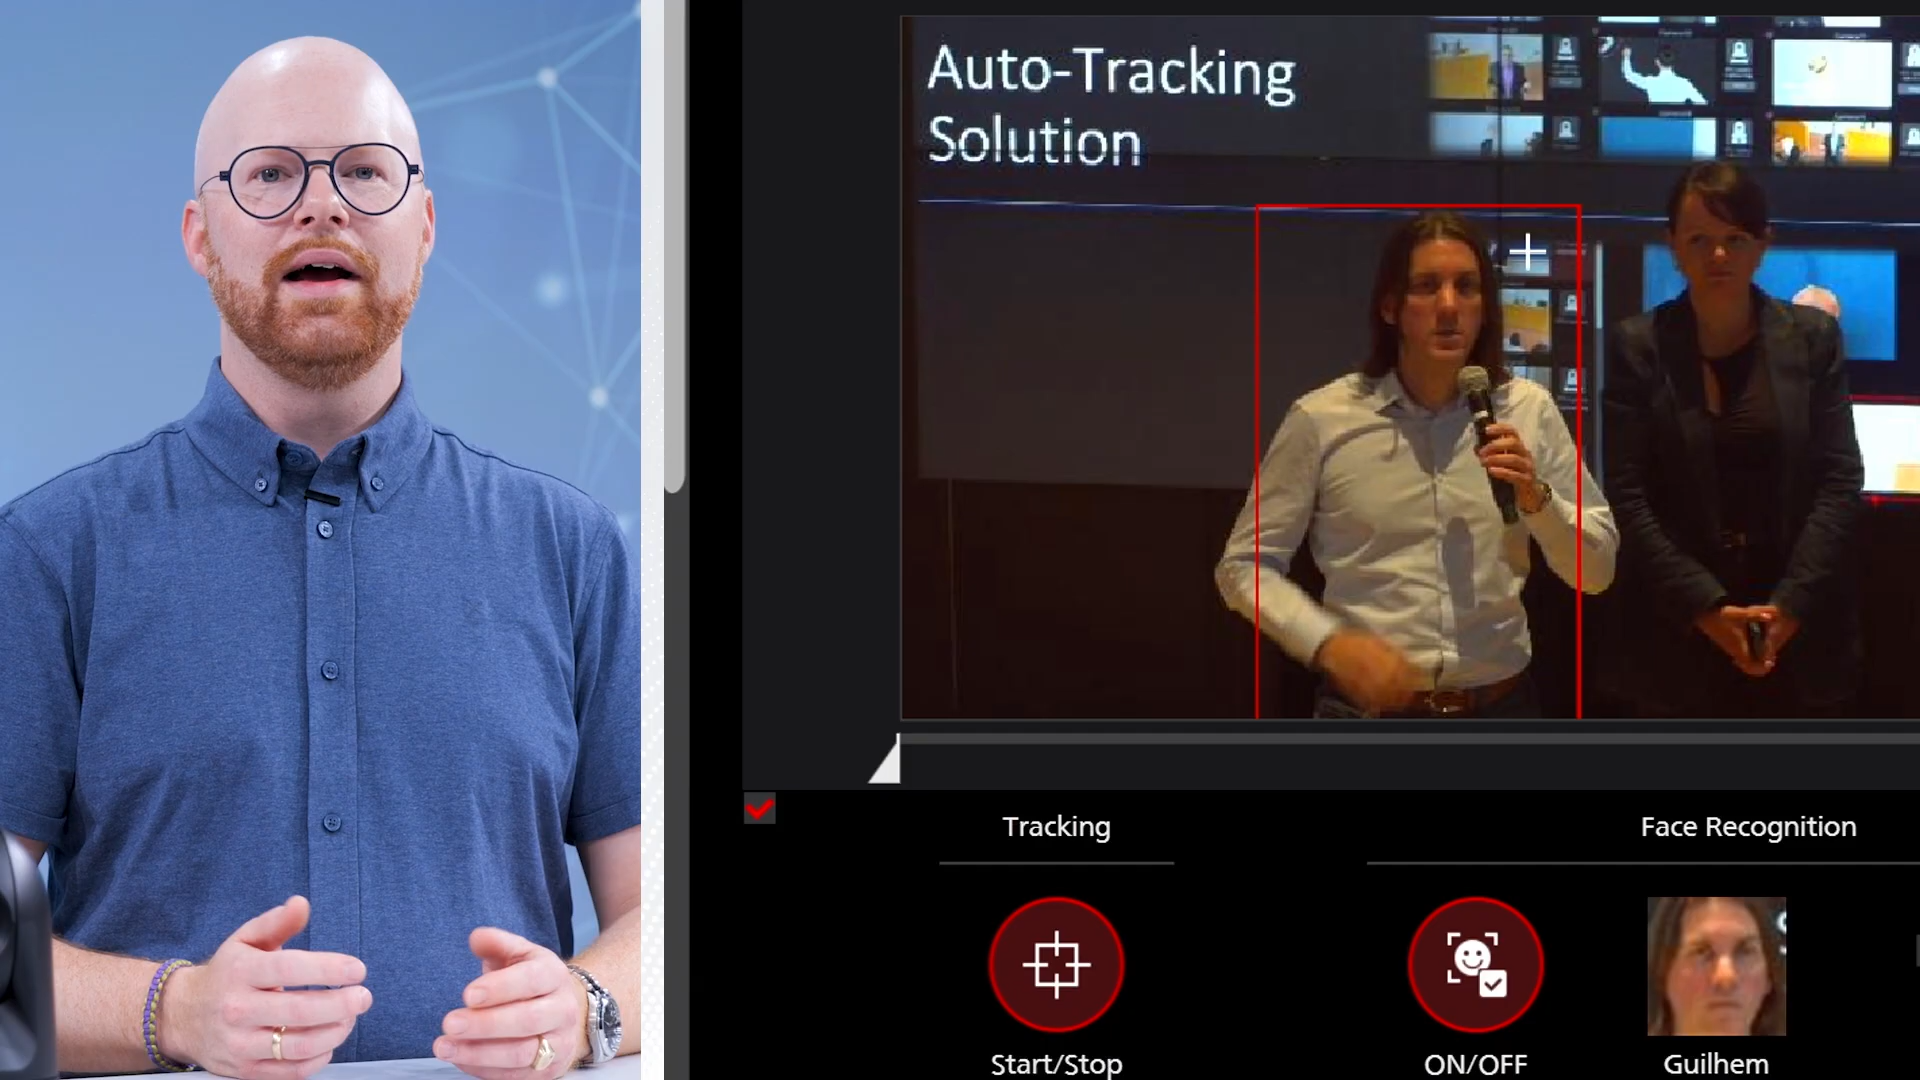 Auto-Tracking
Solution
Tracking
Face Recognition
Start/Stop
ON/OFF
Guilhem